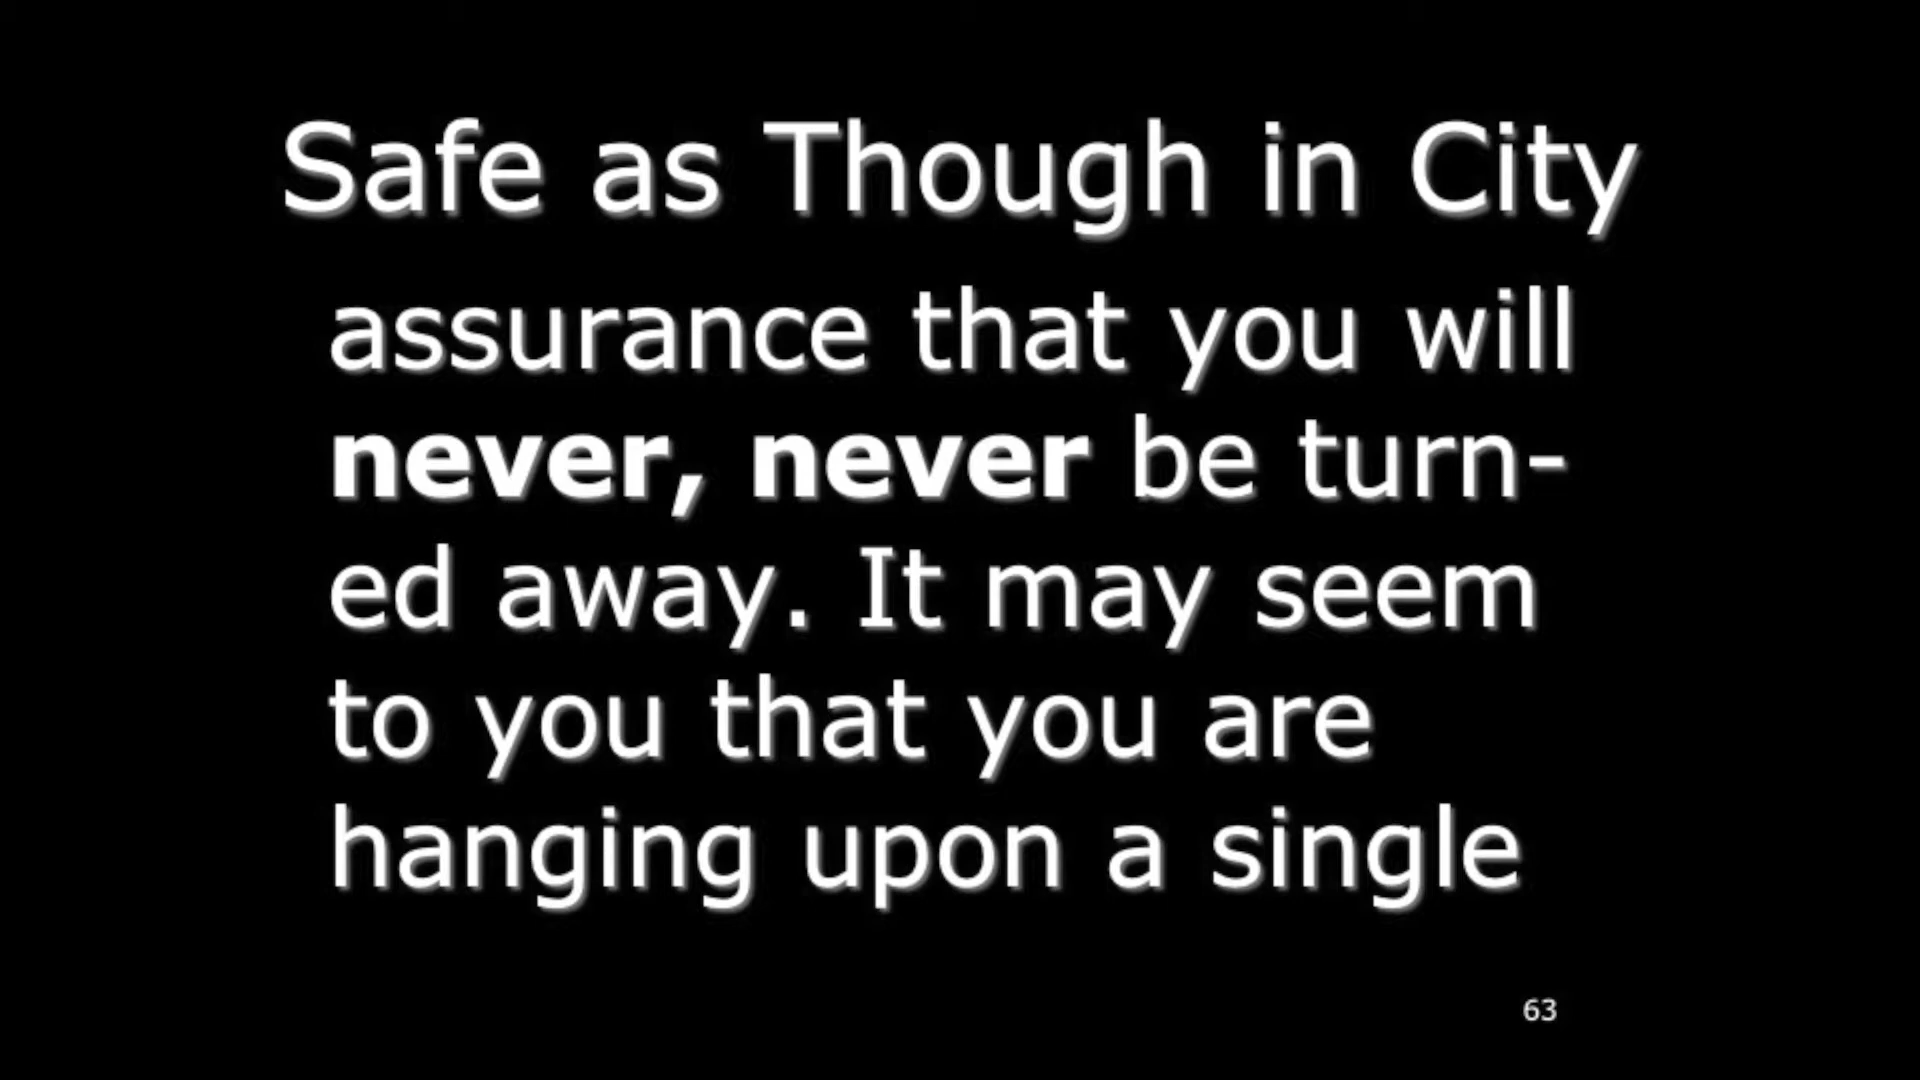 Safe as Though in City
assurance that you will
never, never be turn-
ed away. It may seem
to you that you are
hanging upon a single
63